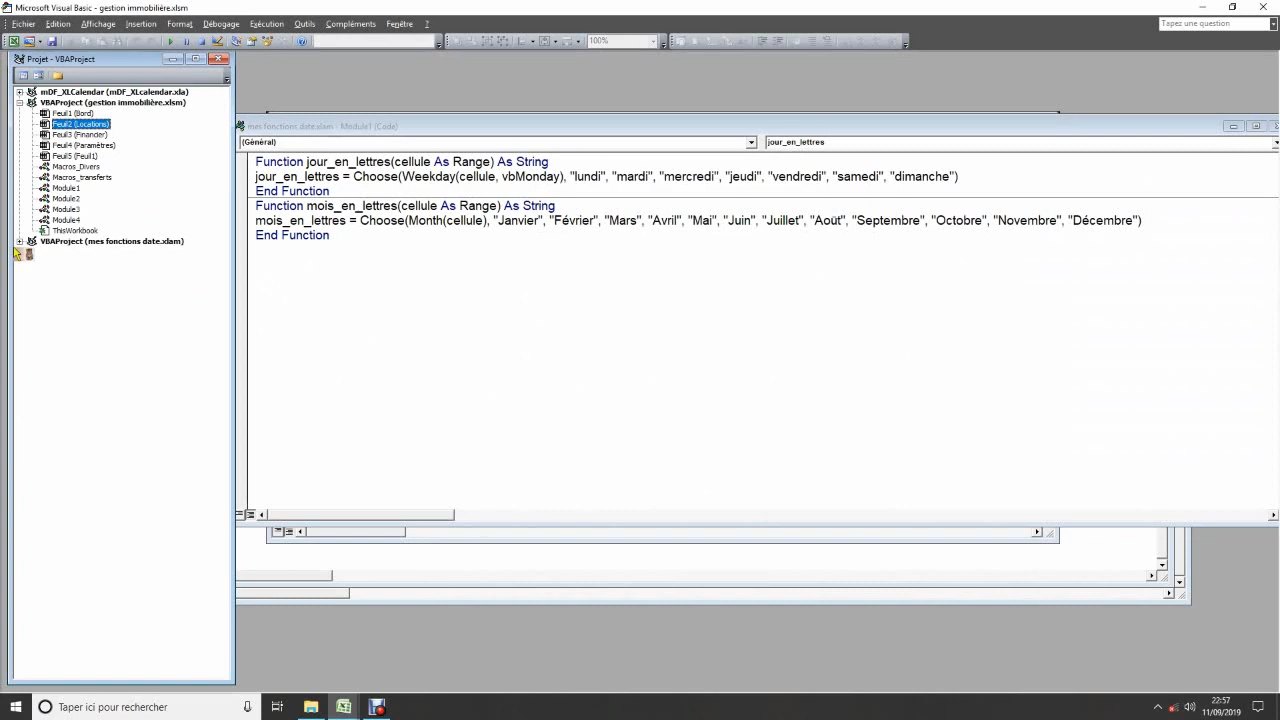 Microsoft Visual Basic - gestion immobilière.xlsm
Fichier Edition Affichage Insertion Format Débogage Exécution Outils Compléments Fenêtre ?
Tapez une question
100%
Projet - VBAProject
mDF_XLCalendar (mDF_XLcalendar.xla)
VBAProject (gestion immobilière.xlsm)
Feuil1 (Bord)
Feuil2 (Locations)
Feuil3 (Financier)
Feuil4 (Paramètres)
Feuil5 (Feuil1)
Macros_Divers
Macros_transferts
Module1
Module2
Module3
Module4
ThisWorkbook
VBAProject (mes fonctions date.xlam)
mes fonctions date.xlam - Module1 (Code)
(Général) jour_en_lettres
Function jour_en_lettres(cellule As Range) As String
jour_en_lettres = Choose(Weekday(cellule, vbMonday), "lundi", "mardi", "mercredi", "jeudi", "vendredi", "samedi", "dimanche")
End Function
Function mois_en_lettres(cellule As Range) As String
mois_en_lettres = Choose(Month(cellule), "Janvier", "Février", "Mars", "Avril", "Mai", "Juin", "Juillet", "Août", "Septembre", "Octobre", "Novembre", "Décembre")
End Function
Taper ici pour rechercher
22:57
11/09/2019